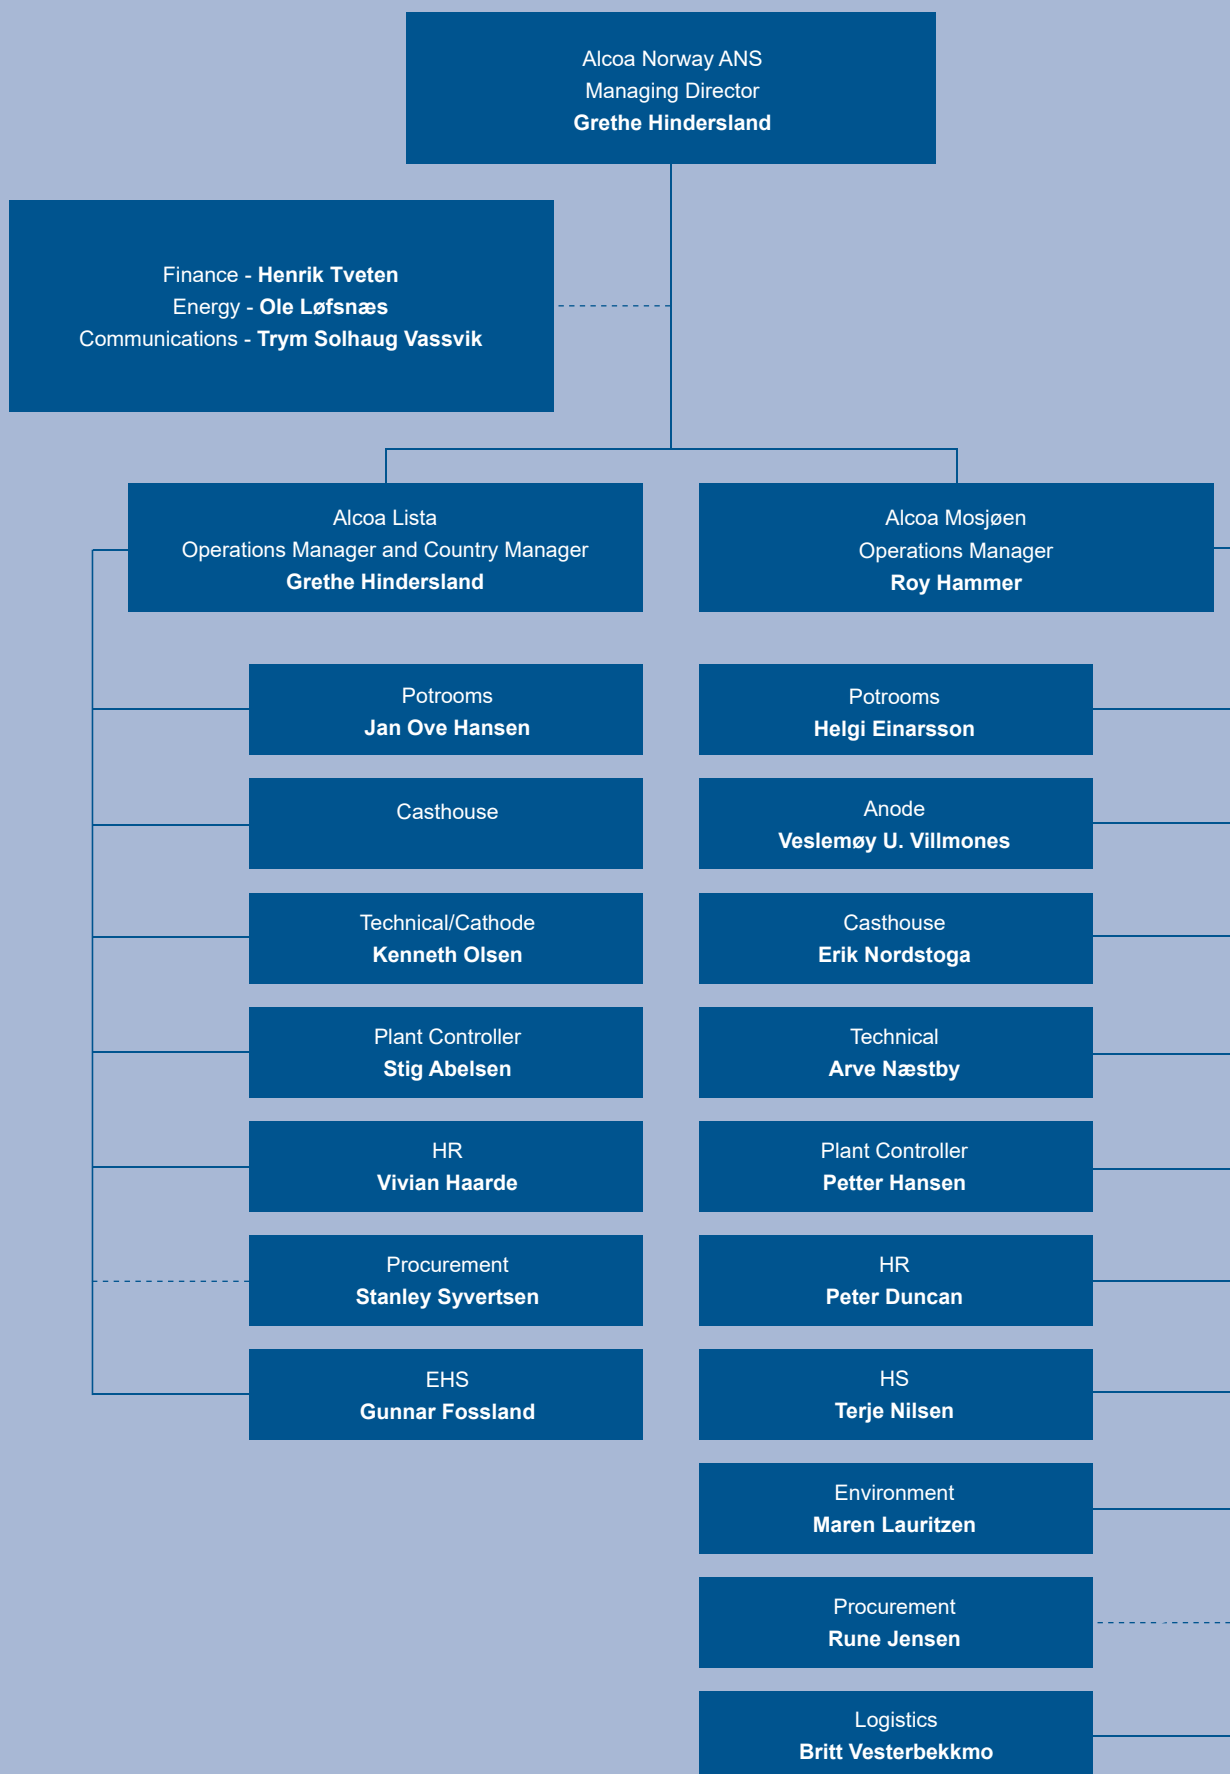 Alcoa Norway ANS
Managing Director
Grethe Hindersland
Finance - Henrik Tveten
Energy - Ole Løfsnæs
Communications - Trym Solhaug Vassvik
Alcoa Lista
Operations Manager and Country Manager
Grethe Hindersland
Potrooms
Jan Ove Hansen
Casthouse
Technical/Cathode
Kenneth Olsen
Plant Controller
Stig Abelsen
HR
Vivian Haarde
Procurement
Stanley Syvertsen
EHS
Gunnar Fossland
Alcoa Mosjøen
Operations Manager
Roy Hammer
Potrooms
Helgi Einarsson
Anode
Veslemøy U. Villmones
Casthouse
Erik Nordstoga
Technical
Arve Næstby
Plant Controller
Petter Hansen
HR
Peter Duncan
HS
Terje Nilsen
Environment
Maren Lauritzen
Procurement
Rune Jensen
Logistics
Britt Vesterbekkmo